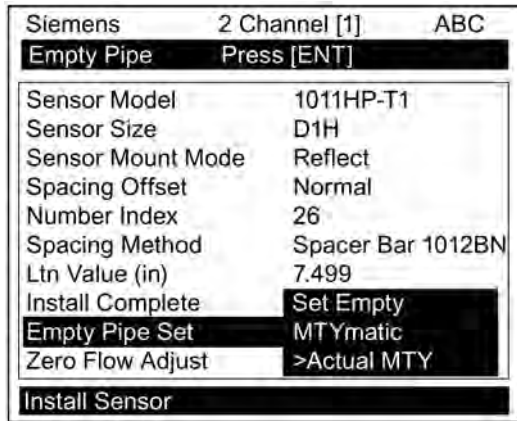 Siemens 2 Channel [1] ABC
Empty Pipe Press [ENT]
Sensor Model 1011HP-T1
Sensor Size D1H
Sensor Mount Mode Reflect
Spacing Offset Normal
Number Index 26
Spacing Method Spacer Bar 1012BN
Ltn Value (in) 7.499
Install Complete Set Empty
Empty Pipe Set MTYmatic
Zero Flow Adjust >Actual MTY
Install Sensor